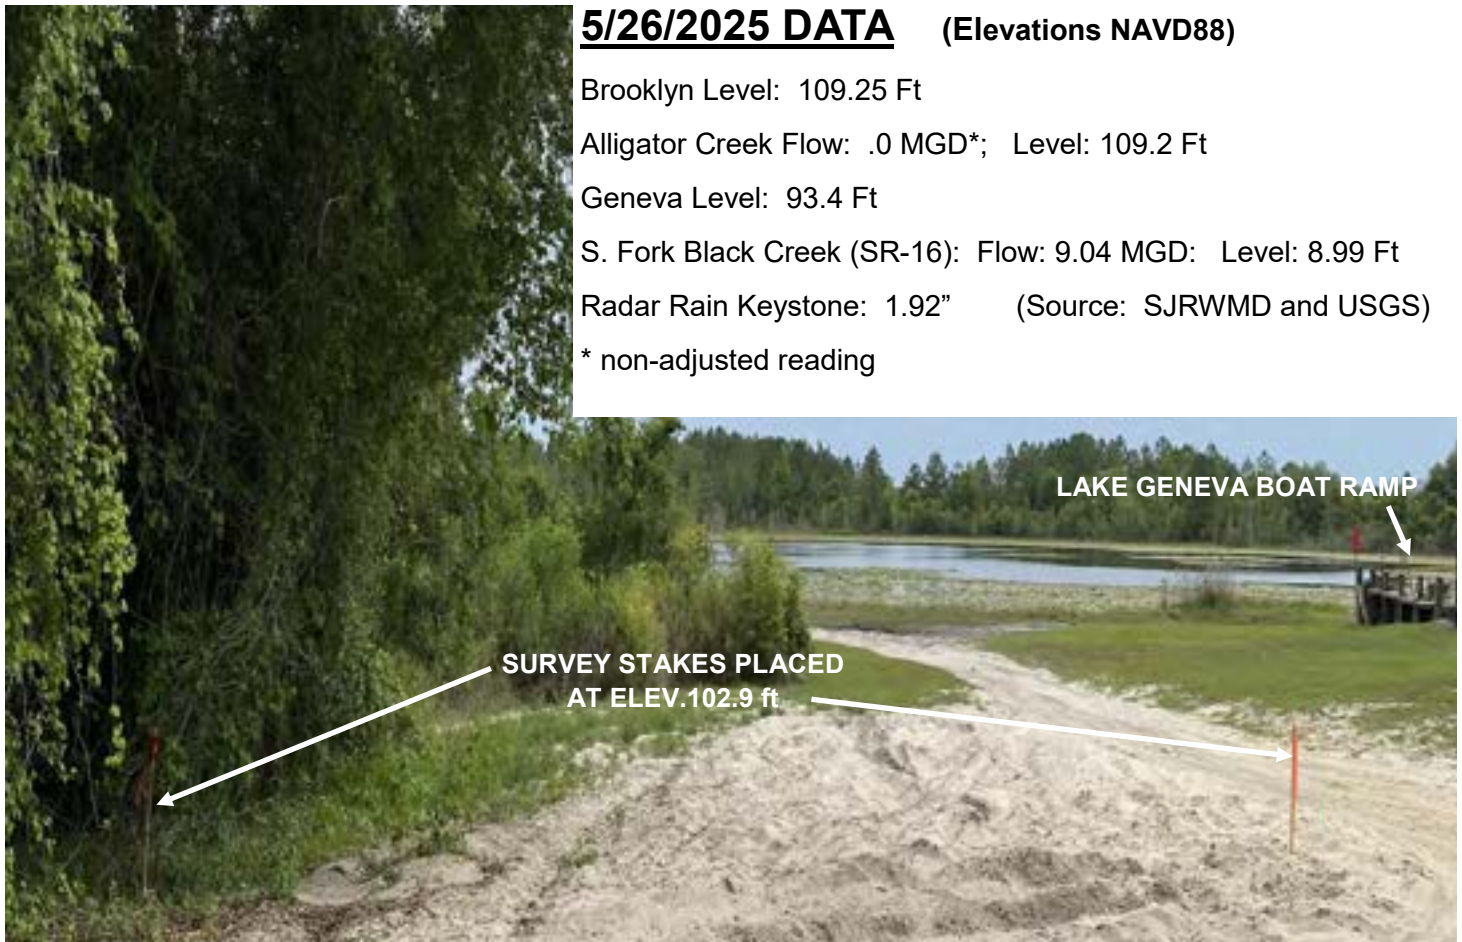 5/26/2025 DATA (Elevations NAVD88)
Brooklyn Level: 109.25 Ft
Alligator Creek Flow: .0 MGD*; Level: 109.2 Ft
Geneva Level: 93.4 Ft
S. Fork Black Creek (SR-16): Flow: 9.04 MGD: Level: 8.99 Ft
Radar Rain Keystone: 1.92” (Source: SJRWMD and USGS)
* non-adjusted reading
LAKE GENEVA BOAT RAMP
SURVEY STAKES PLACED
AT ELEV.102.9 ft